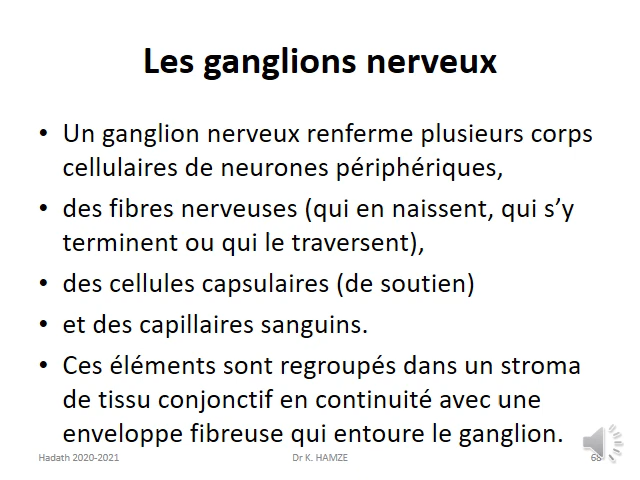 Les ganglions nerveux
• Un ganglion nerveux renferme plusieurs corps
cellulaires de neurones périphériques,
• des fibres nerveuses (qui en naissent, qui s’y
terminent ou qui le traversent),
• des cellules capsulaires (de soutien)
• et des capillaires sanguins.
• Ces éléments sont regroupés dans un stroma
de tissu conjonctif en continuité avec une
enveloppe fibreuse qui entoure le ganglion.
Hadath 2020-2021 Dr K. HAMZE